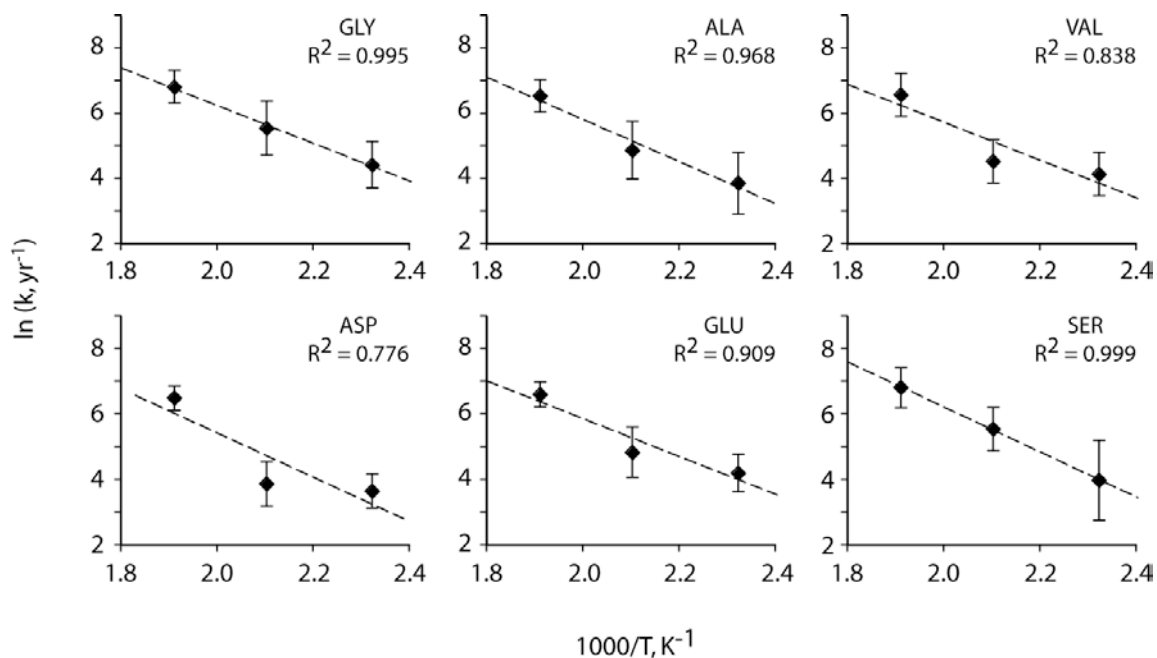 GLY
R² = 0.995
8
6
4
2
1.8 2.0 2.2 2.4
ALA
R² = 0.968
8
6
4
2
1.8 2.0 2.2 2.4
VAL
R² = 0.838
8
6
4
2
1.8 2.0 2.2 2.4
ln (k, yr⁻¹)
ASP
R² = 0.776
8
6
4
2
1.8 2.0 2.2 2.4
GLU
R² = 0.909
8
6
4
2
1.8 2.0 2.2 2.4
SER
R² = 0.999
8
6
4
2
1.8 2.0 2.2 2.4
1000/T, K⁻¹